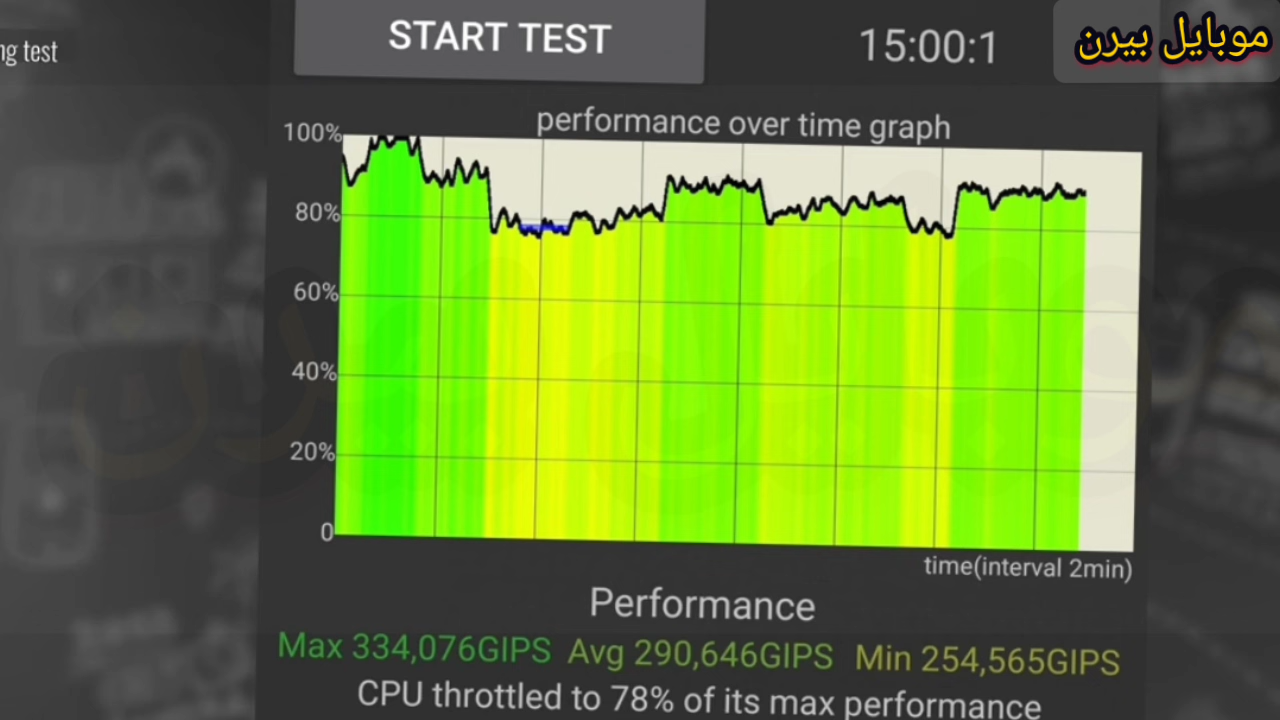 ng test
START TEST
15:00:1
موبایل بیرن
performance over time graph
100%
80%
60%
40%
20%
0
time(interval 2min)
Performance
Max 334,076GIPS Avg 290,646GIPS Min 254,565GIPS
CPU throttled to 78% of its max performance